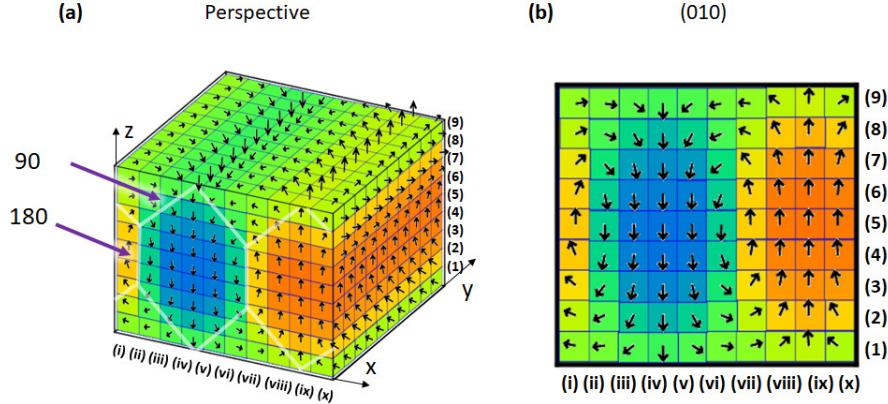 (a) Perspective
(b) (010)
z
90
180
(9)
(8)
(7)
(6)
(5)
(4)
(3)
(2)
(1)
y
x
(i) (ii) (iii) (iv) (v) (vi) (vii) (viii) (ix) (x)
(9)
(8)
(7)
(6)
(5)
(4)
(3)
(2)
(1)
(i) (ii) (iii) (iv) (v) (vi) (vii) (viii) (ix) (x)